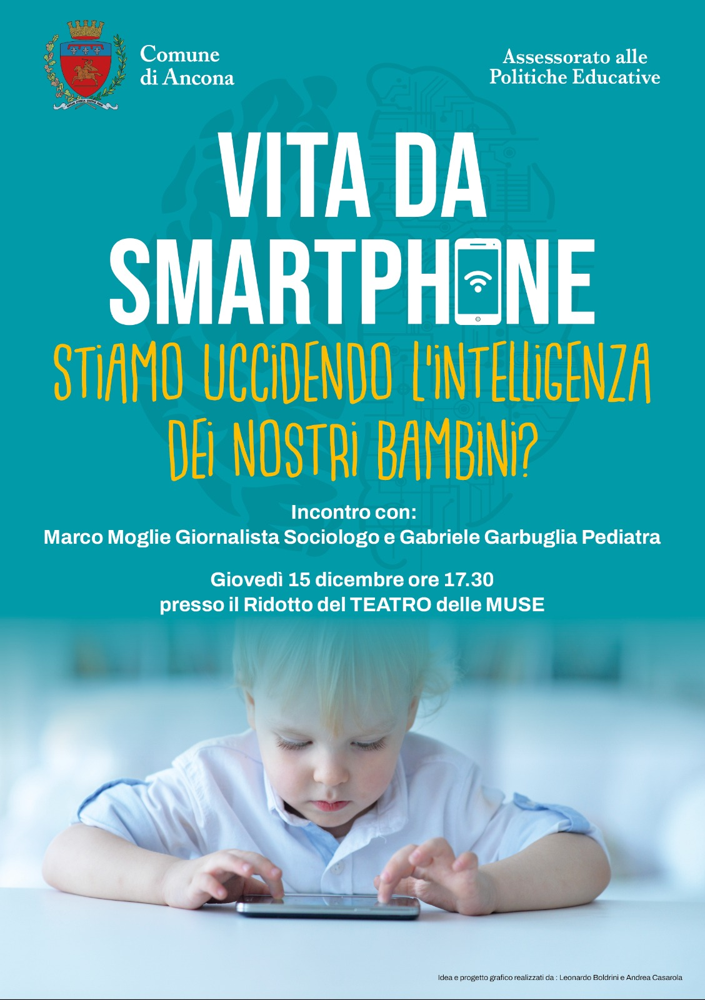 Comune
di Ancona
Assessorato alle
Politiche Educative
VITA DA
SMARTPHONE
STiAMO UCCiDENDO L'iNTELLiGENZA
DEi NOSTRi BAMBiNi?
Incontro con:
Marco Moglie Giornalista Sociologo e Gabriele Garbuglia Pediatra
Giovedì 15 dicembre ore 17.30
presso il Ridotto del TEATRO delle MUSE
Idea e progetto grafico realizzati da : Leonardo Boldrini e Andrea Casarola